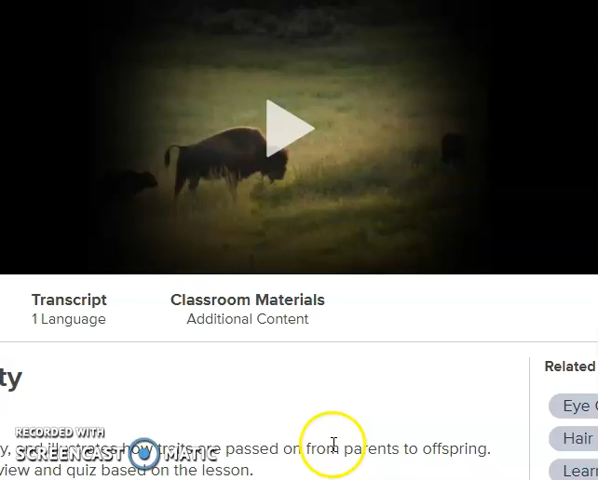 Transcript
1 Language
Classroom Materials
Additional Content
ty
Related
Eye
Hair
Lear
y, and illustrates how traits are passed on from parents to offspring.
view and quiz based on the lesson.
RECORDED WITH
SCREENCAST MATIC